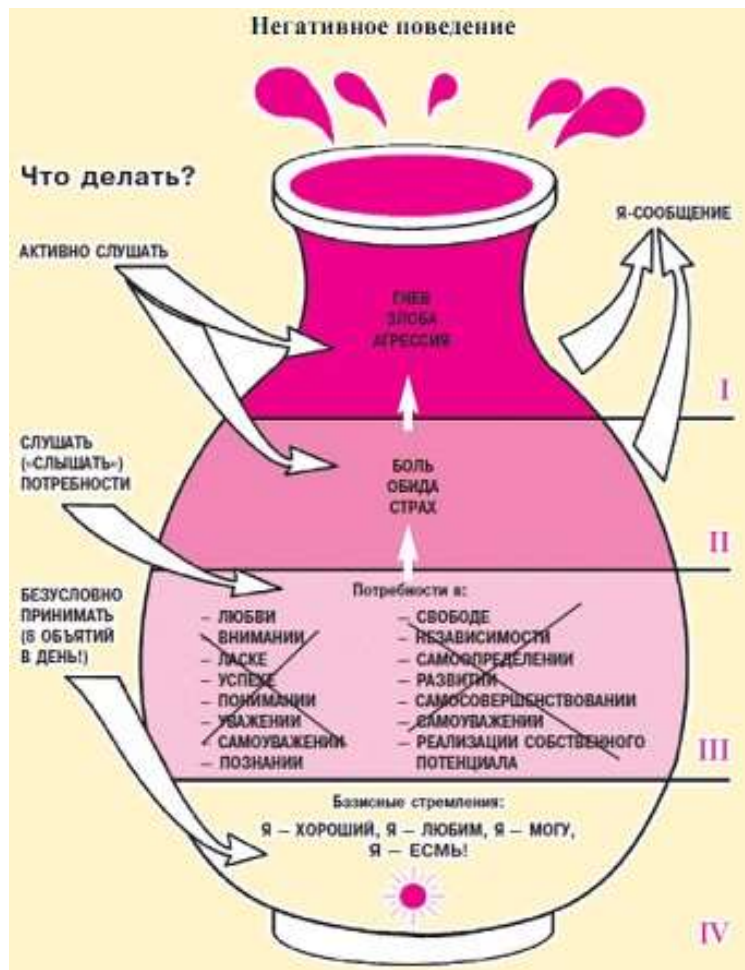 Негативное поведение
Что делать?
Я-СООБЩЕНИЕ
АКТИВНО СЛУШАТЬ
ГНЕВ
ЗЛОБА
АГРЕССИЯ
I
СЛУШАТЬ
(«СЛЫШАТЬ»)
ПОТРЕБНОСТИ
БОЛЬ
ОБИДА
СТРАХ
II
БЕЗУСЛОВНО
ПРИНИМАТЬ
(8 ОБЪЯТИЙ
В ДЕНЬ!)
Потребности в:
– ЛЮБВИ
ВНИМАНИИ
– ЛАСКЕ
– УСПЕХЕ
– ПОНИМАНИИ
– УВАЖЕНИИ
– САМОУВАЖЕНИИ
– ПОЗНАНИИ
– СВОБОДЕ
– НЕЗАВИСИМОСТИ
– САМООПРЕДЕЛЕНИИ
– РАЗВИТИИ
– САМОСОВЕРШЕНСТВОВАНИИ
– САМОУВАЖЕНИИ
– РЕАЛИЗАЦИИ СОБСТВЕННОГО
ПОТЕНЦИАЛА
III
Базисные стремления:
Я – ХОРОШИЙ, Я – ЛЮБИМ, Я – МОГУ,
Я – ЕСМЬ!
IV